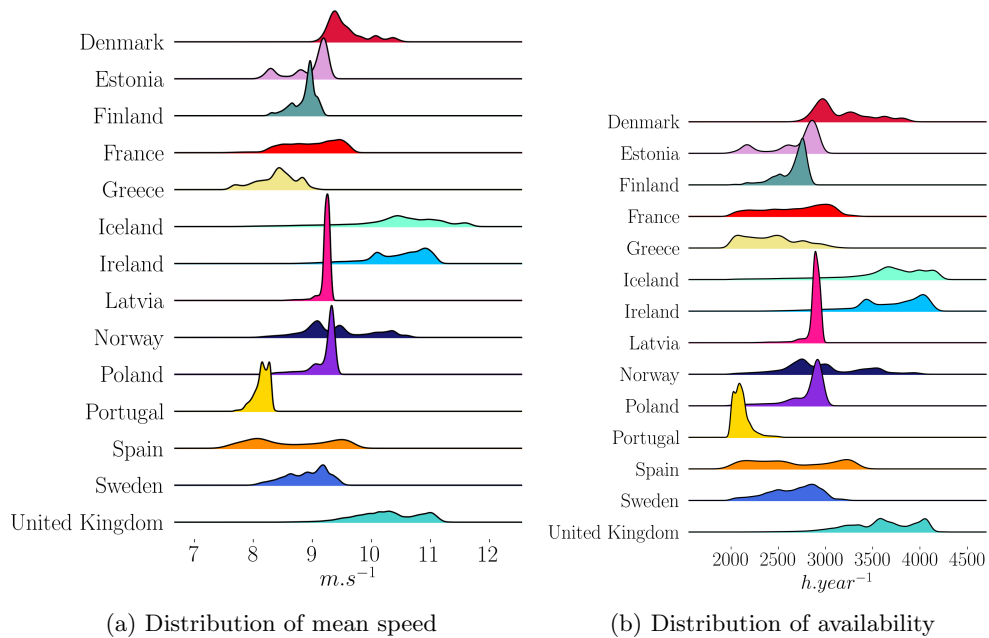 Denmark
Estonia
Finland
France
Greece
Iceland
Ireland
Latvia
Norway
Poland
Portugal
Spain
Sweden
United Kingdom
7 8 9 10 11 12
m.s⁻¹
(a) Distribution of mean speed
Denmark
Estonia
Finland
France
Greece
Iceland
Ireland
Latvia
Norway
Poland
Portugal
Spain
Sweden
United Kingdom
2000 2500 3000 3500 4000 4500
h.year⁻¹
(b) Distribution of availability